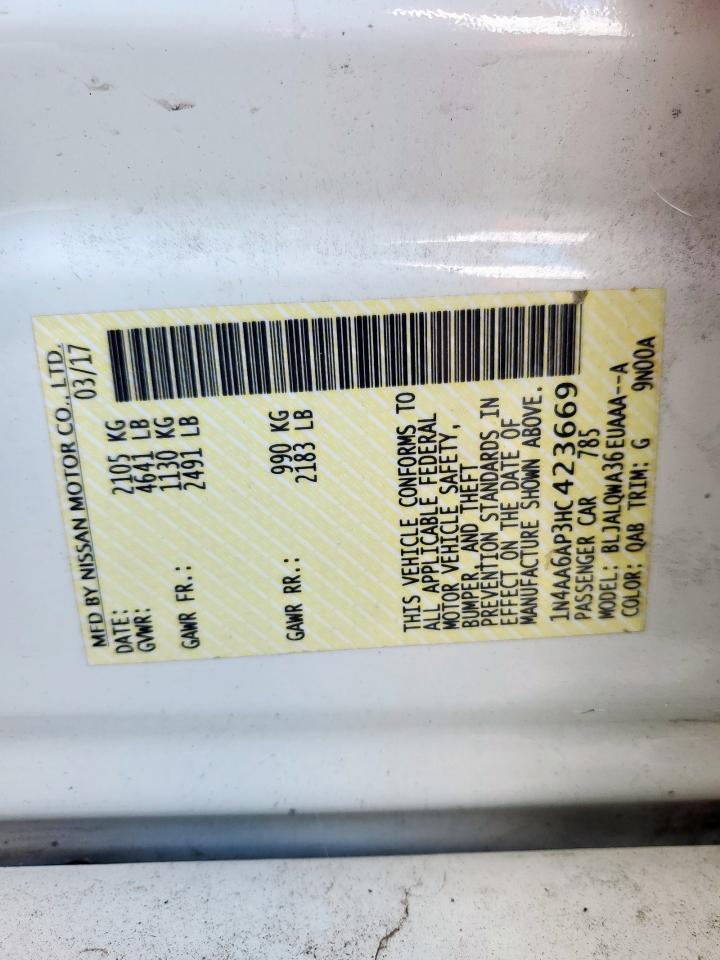 MFD BY NISSAN MOTOR CO., LTD.
DATE: 03/17
GVWR: 2105 KG
4641 LB
GAWR FR.: 1130 KG
2491 LB
GAWR RR.: 990 KG
2183 LB
THIS VEHICLE CONFORMS TO
ALL APPLICABLE FEDERAL
MOTOR VEHICLE SAFETY,
BUMPER, AND THEFT
PREVENTION STANDARDS IN
EFFECT ON THE DATE OF
MANUFACTURE SHOWN ABOVE.
1N4AA6AP3HC423669
PASSENGER CAR 785
MODEL: BLJALQWA36EUAAA--A
COLOR: QAB TRIM: G 9N00A